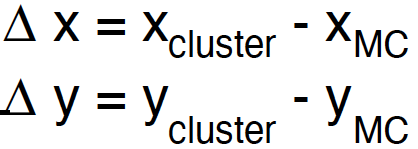 Δ x = x_cluster - x_MC
Δ y = y_cluster - y_MC